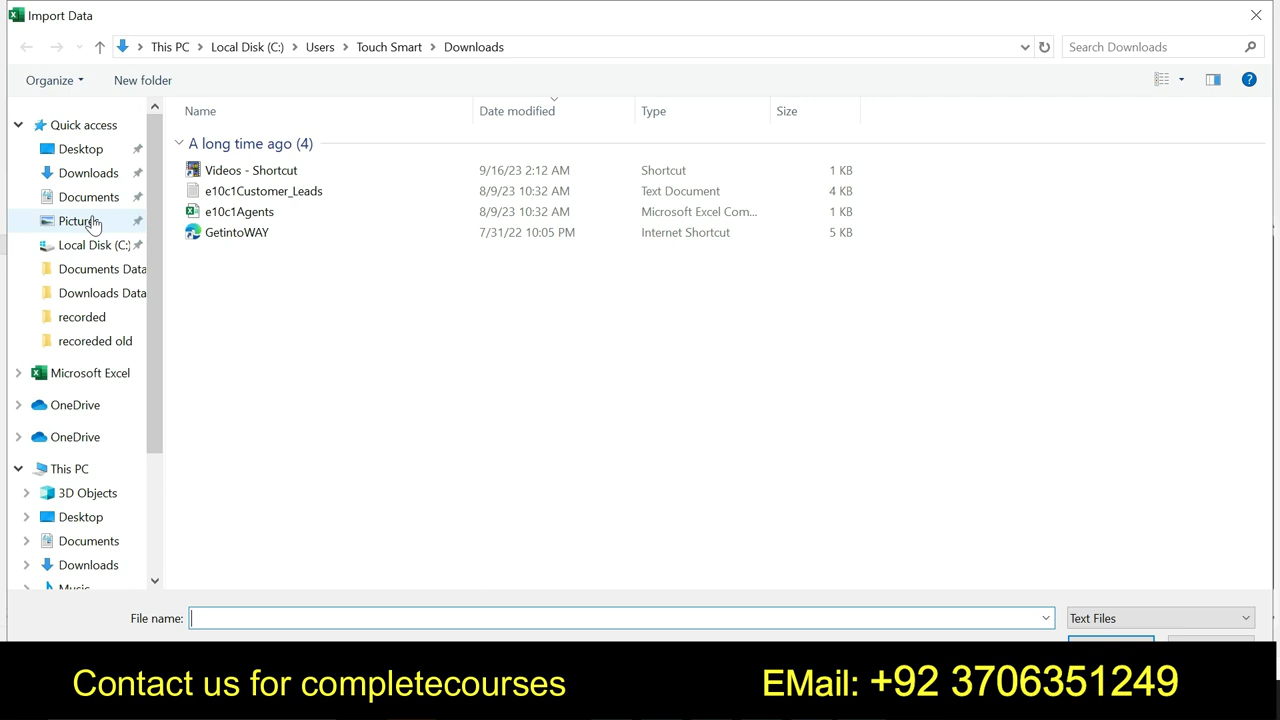 Import Data
This PC > Local Disk (C:) > Users > Touch Smart > Downloads
Search Downloads
Organize
New folder
Name
Date modified
Type
Size
A long time ago (4)
Videos - Shortcut 9/16/23 2:12 AM Shortcut 1 KB
e10c1Customer_Leads 8/9/23 10:32 AM Text Document 4 KB
e10c1Agents 8/9/23 10:32 AM Microsoft Excel Com... 1 KB
GetintoWAY 7/31/22 10:05 PM Internet Shortcut 5 KB
Quick access
Desktop
Downloads
Documents
Pictures
Local Disk (C:)
Documents Data
Downloads Data
recorded
recoreded old
Microsoft Excel
OneDrive
OneDrive
This PC
3D Objects
Desktop
Documents
Downloads
Music
File name:
Text Files
Contact us for completecourses
EMail: +92 3706351249